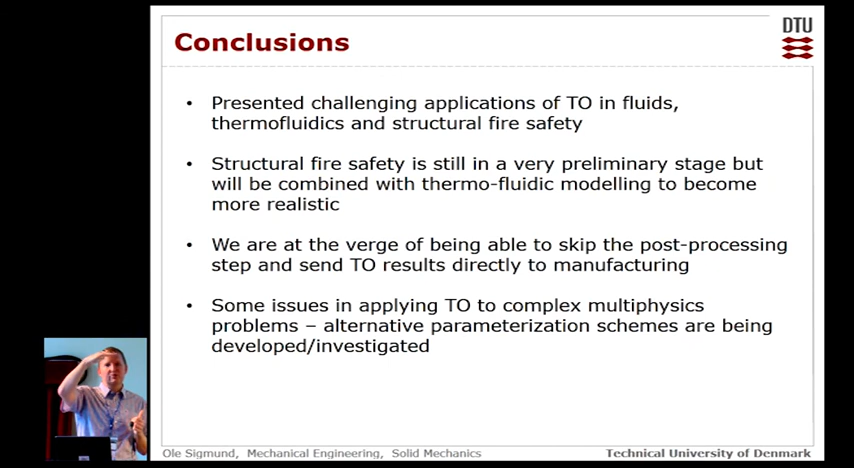 DTU
Conclusions
• Presented challenging applications of TO in fluids,
thermofluidics and structural fire safety
• Structural fire safety is still in a very preliminary stage but
will be combined with thermo-fluidic modelling to become
more realistic
• We are at the verge of being able to skip the post-processing
step and send TO results directly to manufacturing
• Some issues in applying TO to complex multiphysics
problems – alternative parameterization schemes are being
developed/investigated
Ole Sigmund, Mechanical Engineering, Solid Mechanics
Technical University of Denmark